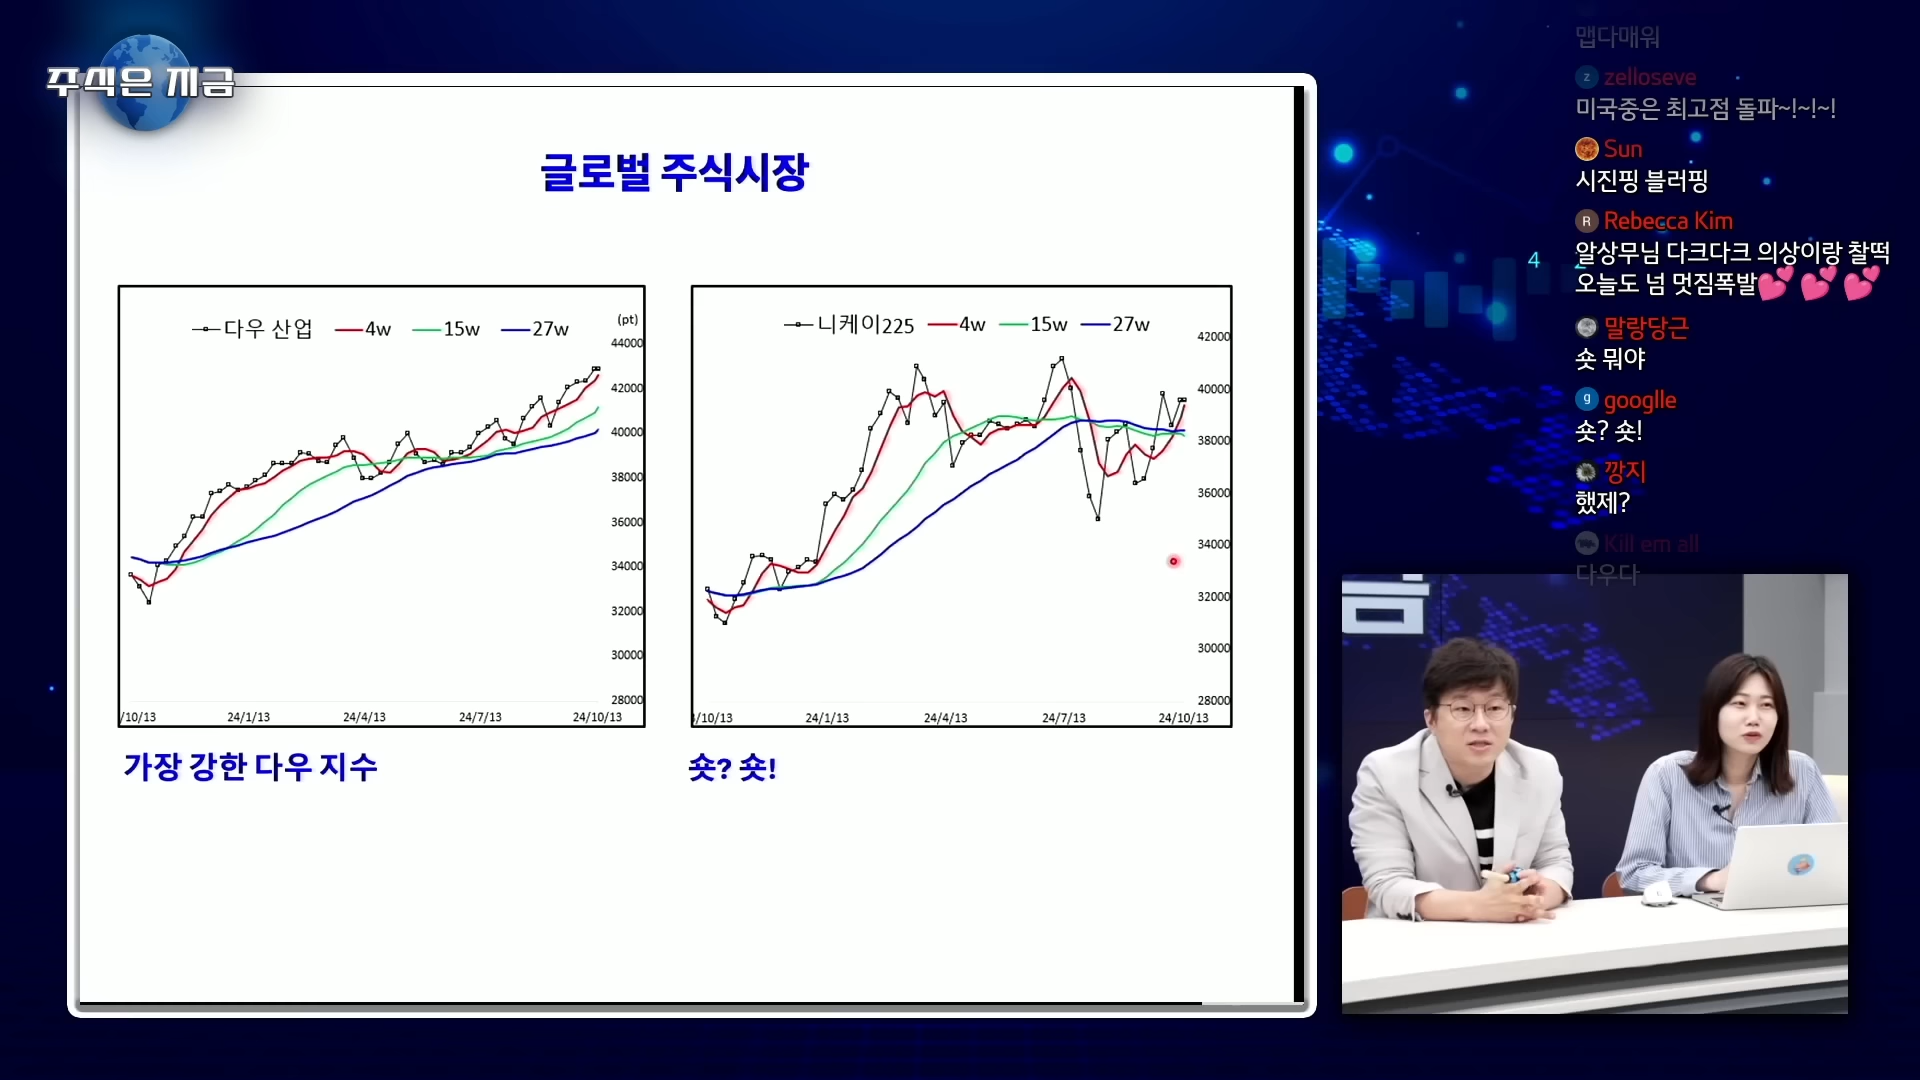 주식은 지금
글로벌 주식시장
다우 산업 4w 15w 27w
(pt)
44000
42000
40000
38000
36000
34000
32000
30000
28000
/10/13 24/1/13 24/4/13 24/7/13 24/10/13
가장 강한 다우 지수
니케이225 4w 15w 27w
42000
40000
38000
36000
34000
32000
30000
28000
/10/13 24/1/13 24/4/13 24/7/13 24/10/13
숏? 숏!
4
맵다매워
z zelloseve
미국중은 최고점 돌파~!~!~!
Sun
시진핑 블러핑
R Rebecca Kim
알상무님 다크다크 의상이랑 찰떡
오늘도 넘 멋짐폭발💕💕💕
말랑당근
숏 뭐야
g googlle
숏? 숏!
깡지
했제?
Kill em all
다우다